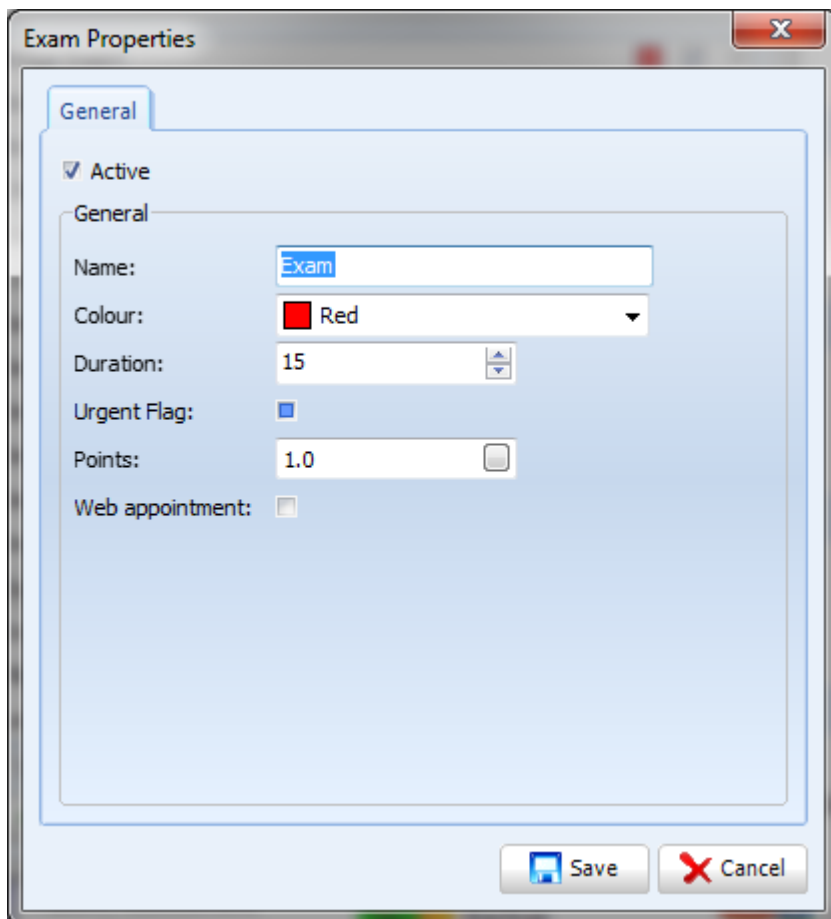 Exam Properties
General
Active
General
Name: Exam
Colour: Red
Duration: 15
Urgent Flag:
Points: 1.0
Web appointment:
Save Cancel